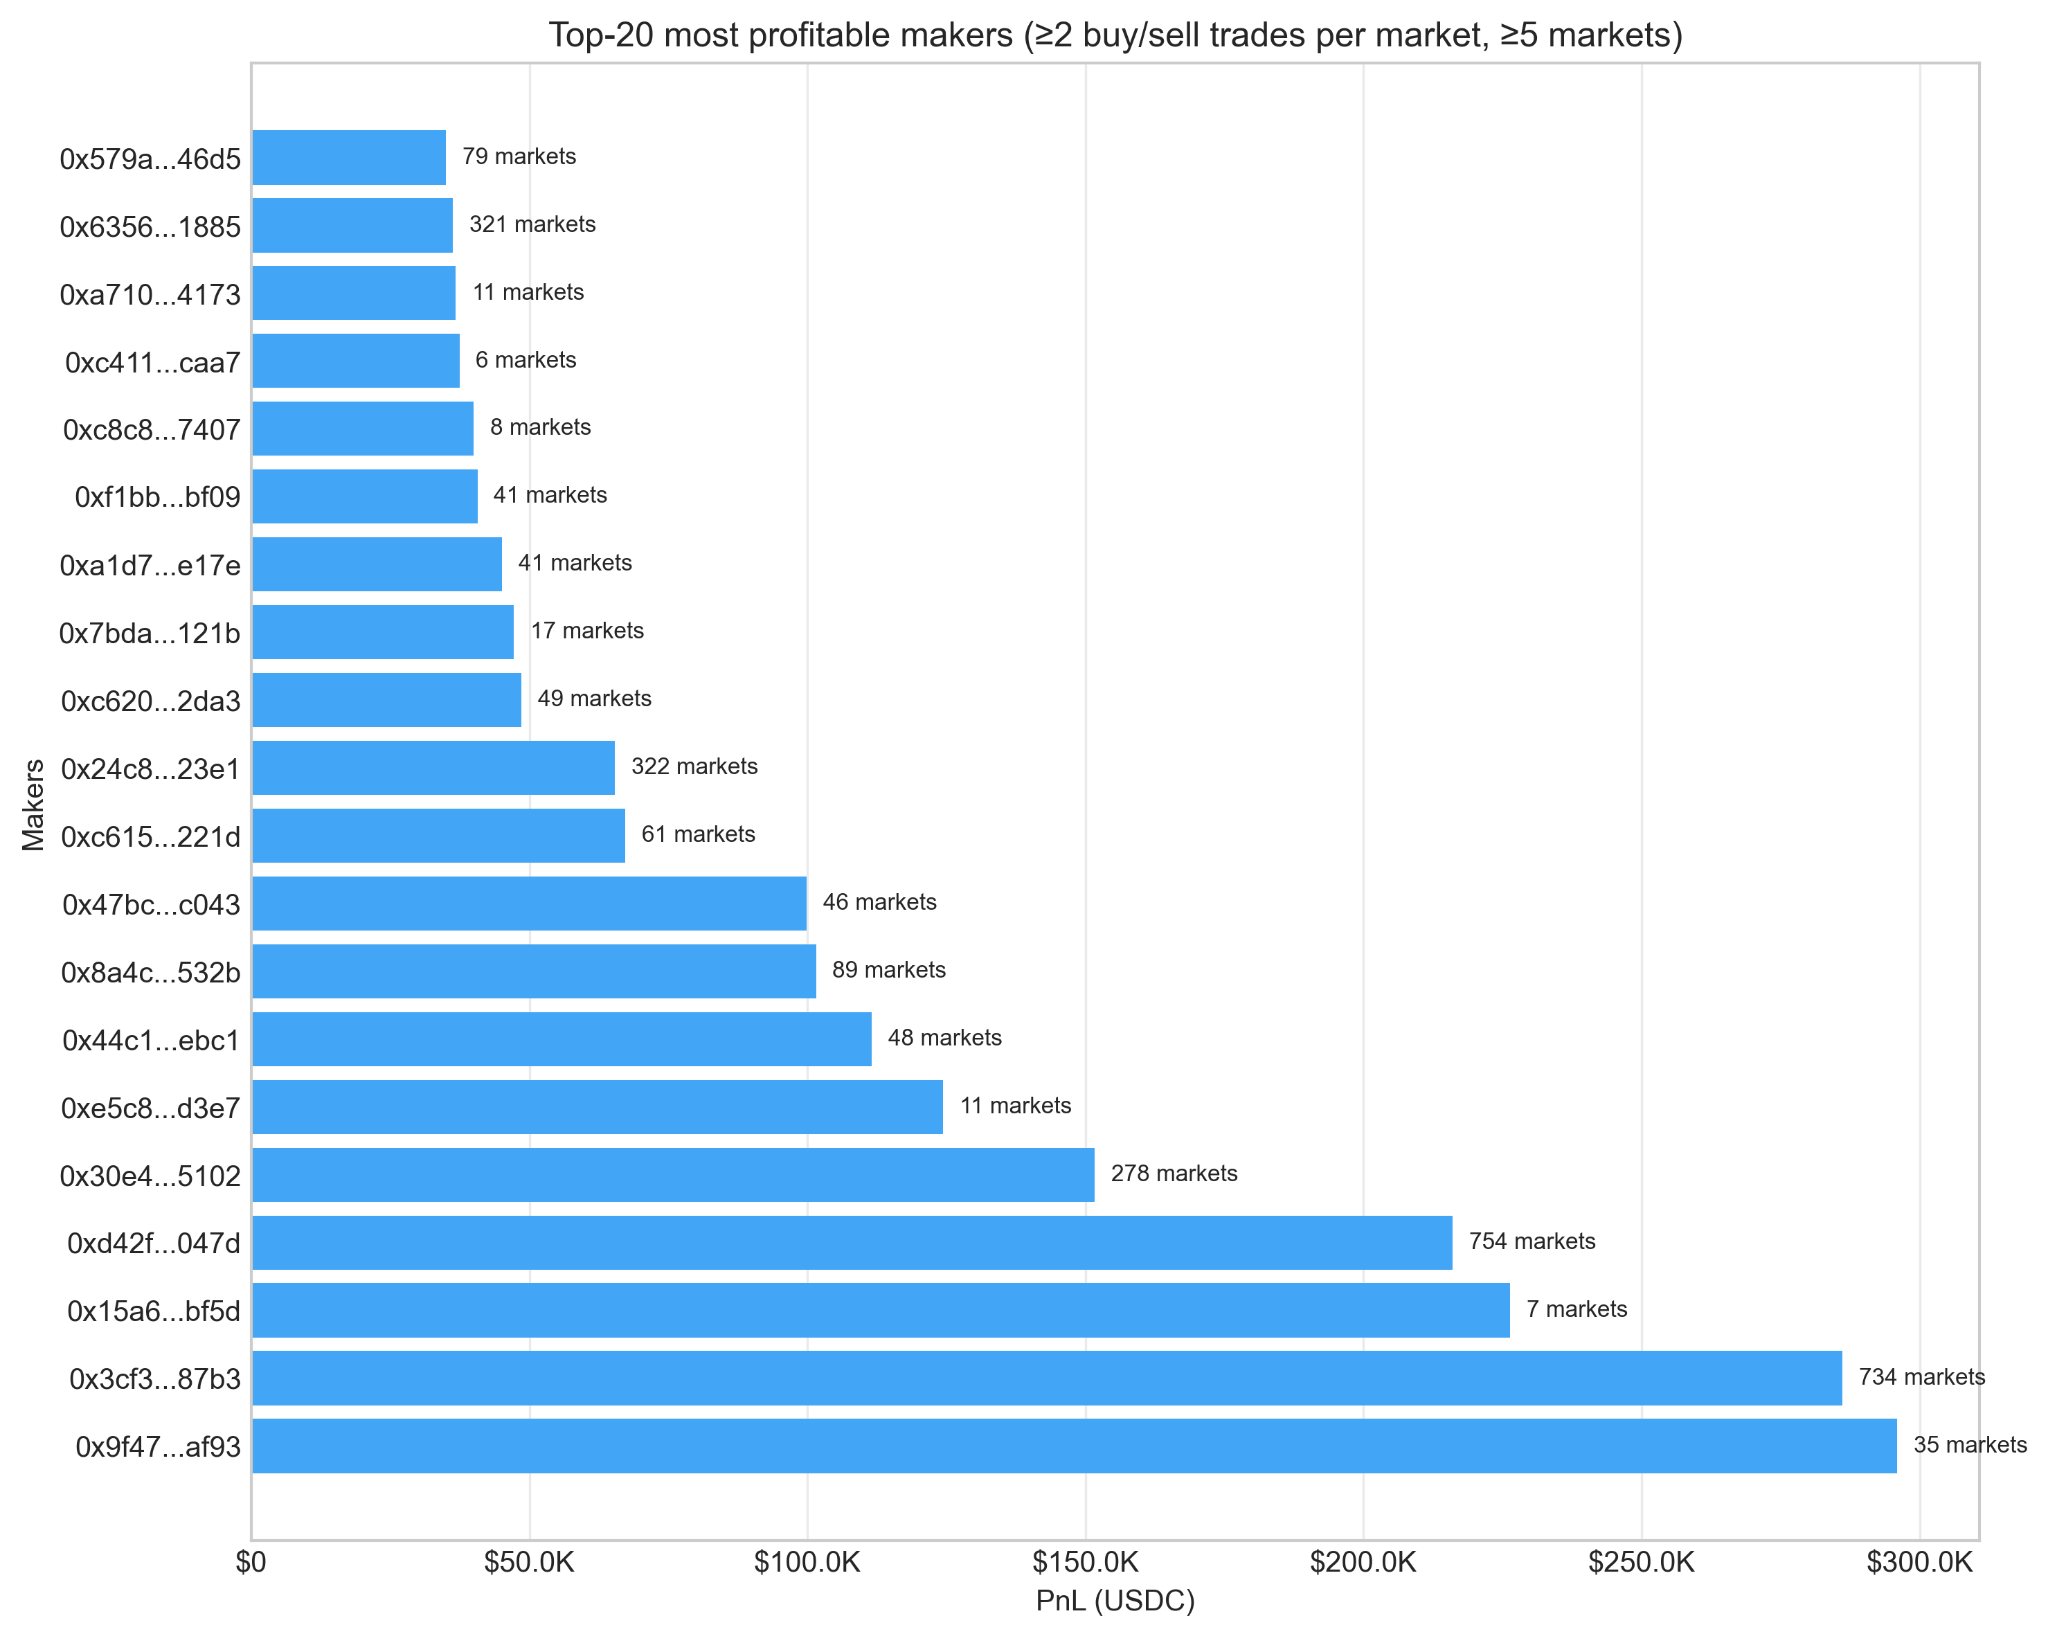 Top-20 most profitable makers (≥2 buy/sell trades per market, ≥5 markets)
Makers
0x579a...46d5 79 markets
0x6356...1885 321 markets
0xa710...4173 11 markets
0xc411...caa7 6 markets
0xc8c8...7407 8 markets
0xf1bb...bf09 41 markets
0xa1d7...e17e 41 markets
0x7bda...121b 17 markets
0xc620...2da3 49 markets
0x24c8...23e1 322 markets
0xc615...221d 61 markets
0x47bc...c043 46 markets
0x8a4c...532b 89 markets
0x44c1...ebc1 48 markets
0xe5c8...d3e7 11 markets
0x30e4...5102 278 markets
0xd42f...047d 754 markets
0x15a6...bf5d 7 markets
0x3cf3...87b3 734 markets
0x9f47...af93 35 markets
$0 $50.0K $100.0K $150.0K $200.0K $250.0K $300.0K
PnL (USDC)